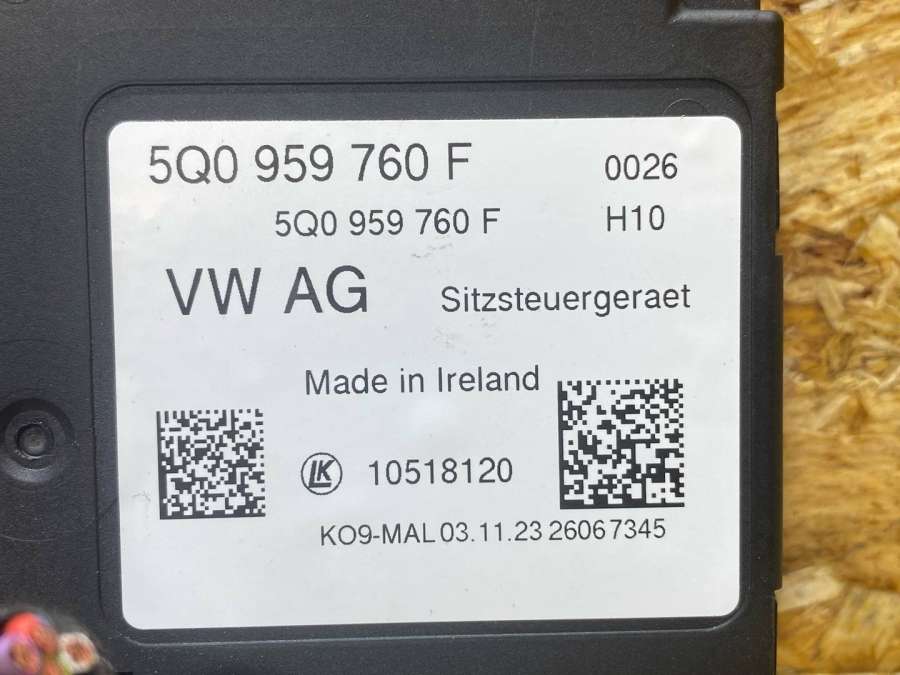 5Q0 959 760 F 0026
5Q0 959 760 F H10
VW AG Sitzsteuergeraet
Made in Ireland
LK 10518120
KO9-MAL 03.11.23 26067345